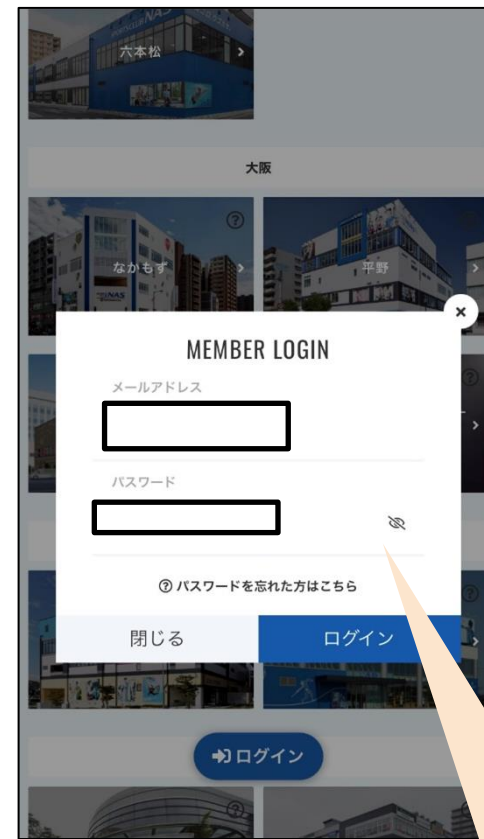 NAS
六本松
大阪
なかもず
平野
MEMBER LOGIN
メールアドレス
パスワード
パスワードを忘れた方はこちら
閉じる
ログイン
ログイン